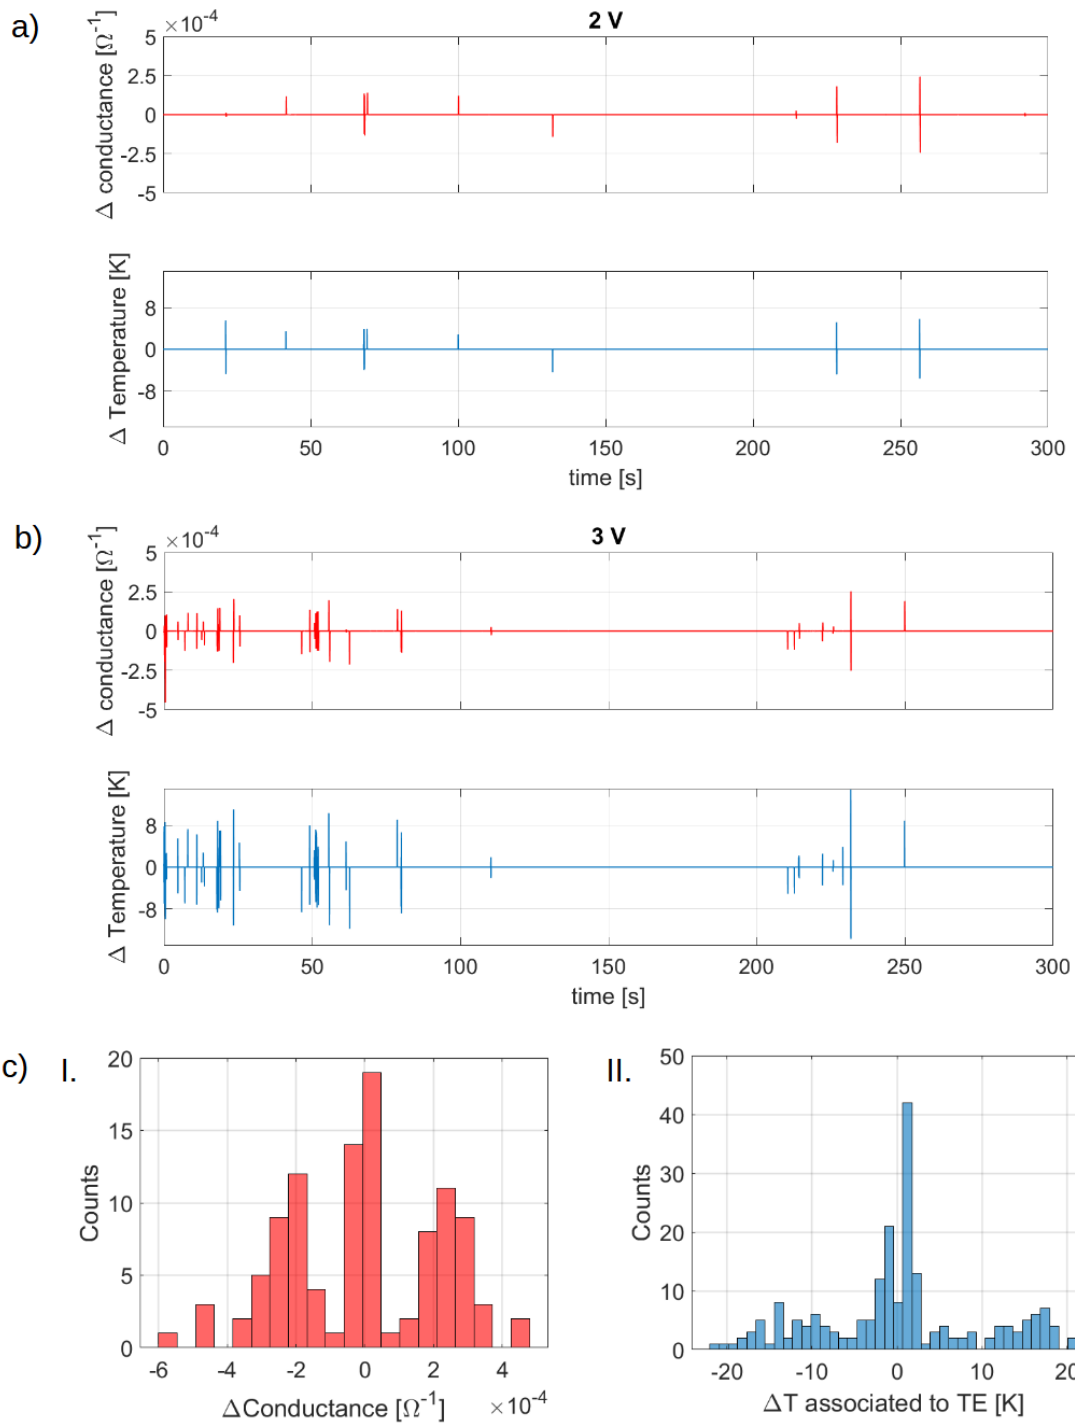 a)
2 V
×10-4
Δ conductance [Ω-1]
5
2.5
0
-2.5
-5
Δ Temperature [K]
8
0
-8
0 50 100 150 200 250 300
time [s]
b)
3 V
×10-4
Δ conductance [Ω-1]
5
2.5
0
-2.5
-5
Δ Temperature [K]
8
0
-8
0 50 100 150 200 250 300
time [s]
c)
I.
Counts
20
15
10
5
0
-6 -4 -2 0 2 4
×10-4
ΔConductance [Ω-1]
II.
Counts
50
40
30
20
10
0
-20 -10 0 10 20
ΔT associated to TE [K]